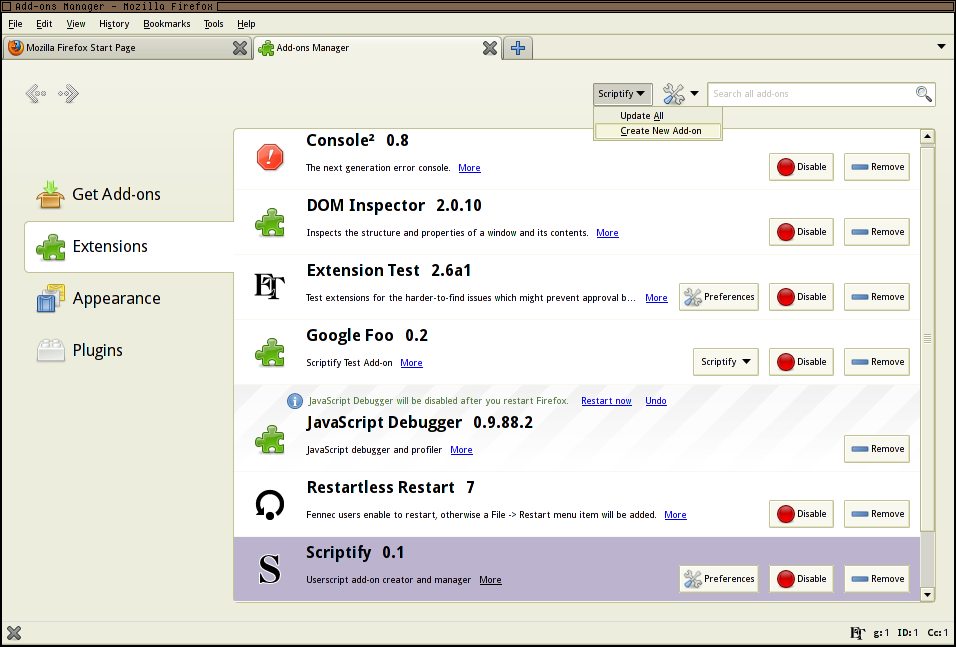 Add-ons Manager - Mozilla Firefox
File Edit View History Bookmarks Tools Help
Mozilla Firefox Start Page Add-ons Manager
Scriptify Search all add-ons
Update All
Create New Add-on
Get Add-ons
Extensions
Appearance
Plugins
Console² 0.8
The next generation error console. More Disable Remove
DOM Inspector 2.0.10
Inspects the structure and properties of a window and its contents. More Disable Remove
Extension Test 2.6a1
Test extensions for the harder-to-find issues which might prevent approval b... More Preferences Disable Remove
Google Foo 0.2
Scriptify Test Add-on More Scriptify Disable Remove
JavaScript Debugger will be disabled after you restart Firefox. Restart now Undo
JavaScript Debugger 0.9.88.2
JavaScript debugger and profiler More Remove
Restartless Restart 7
Fennec users enable to restart, otherwise a File -> Restart menu item will be added. More Disable Remove
S Scriptify 0.1
Userscript add-on creator and manager More Preferences Disable Remove
ET g:1 ID:1 Cc:1